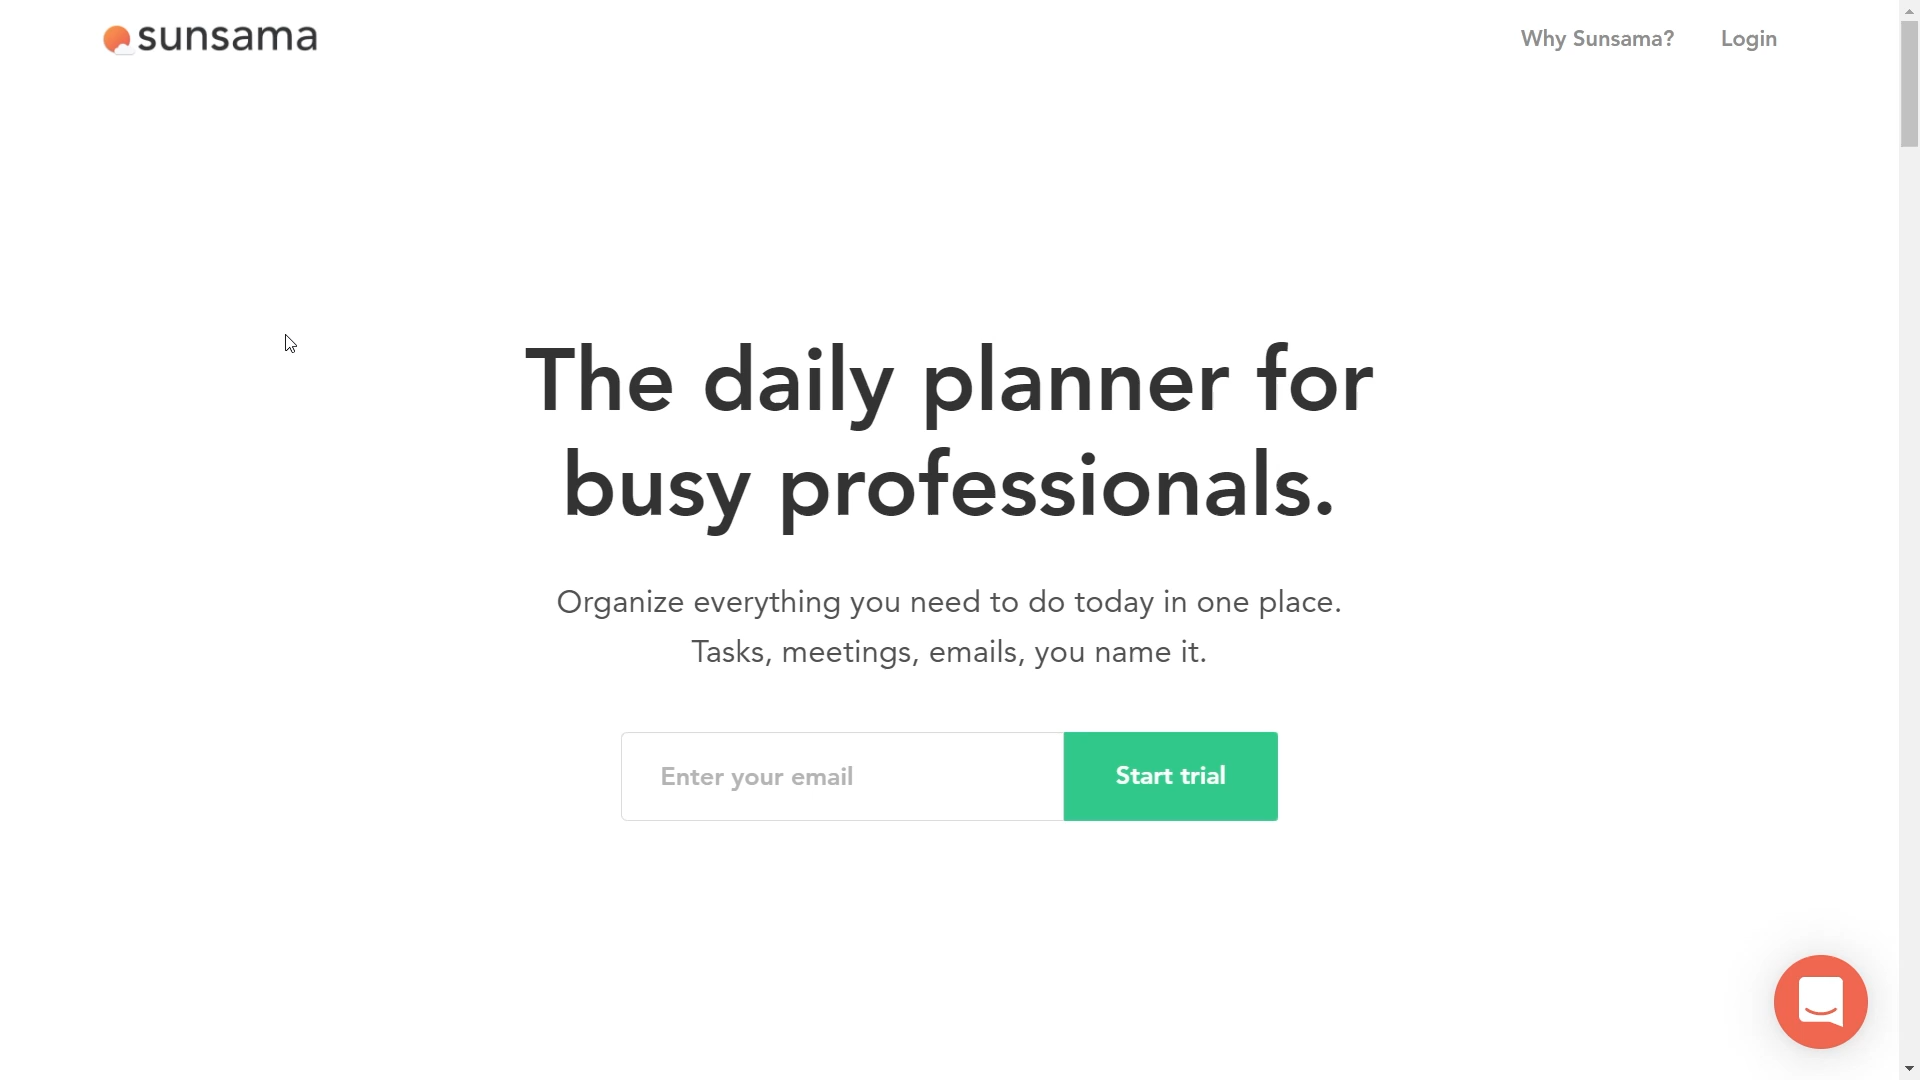 sunsama
Why Sunsama?
Login
The daily planner for
busy professionals.
Organize everything you need to do today in one place.
Tasks, meetings, emails, you name it.
Enter your email
Start trial